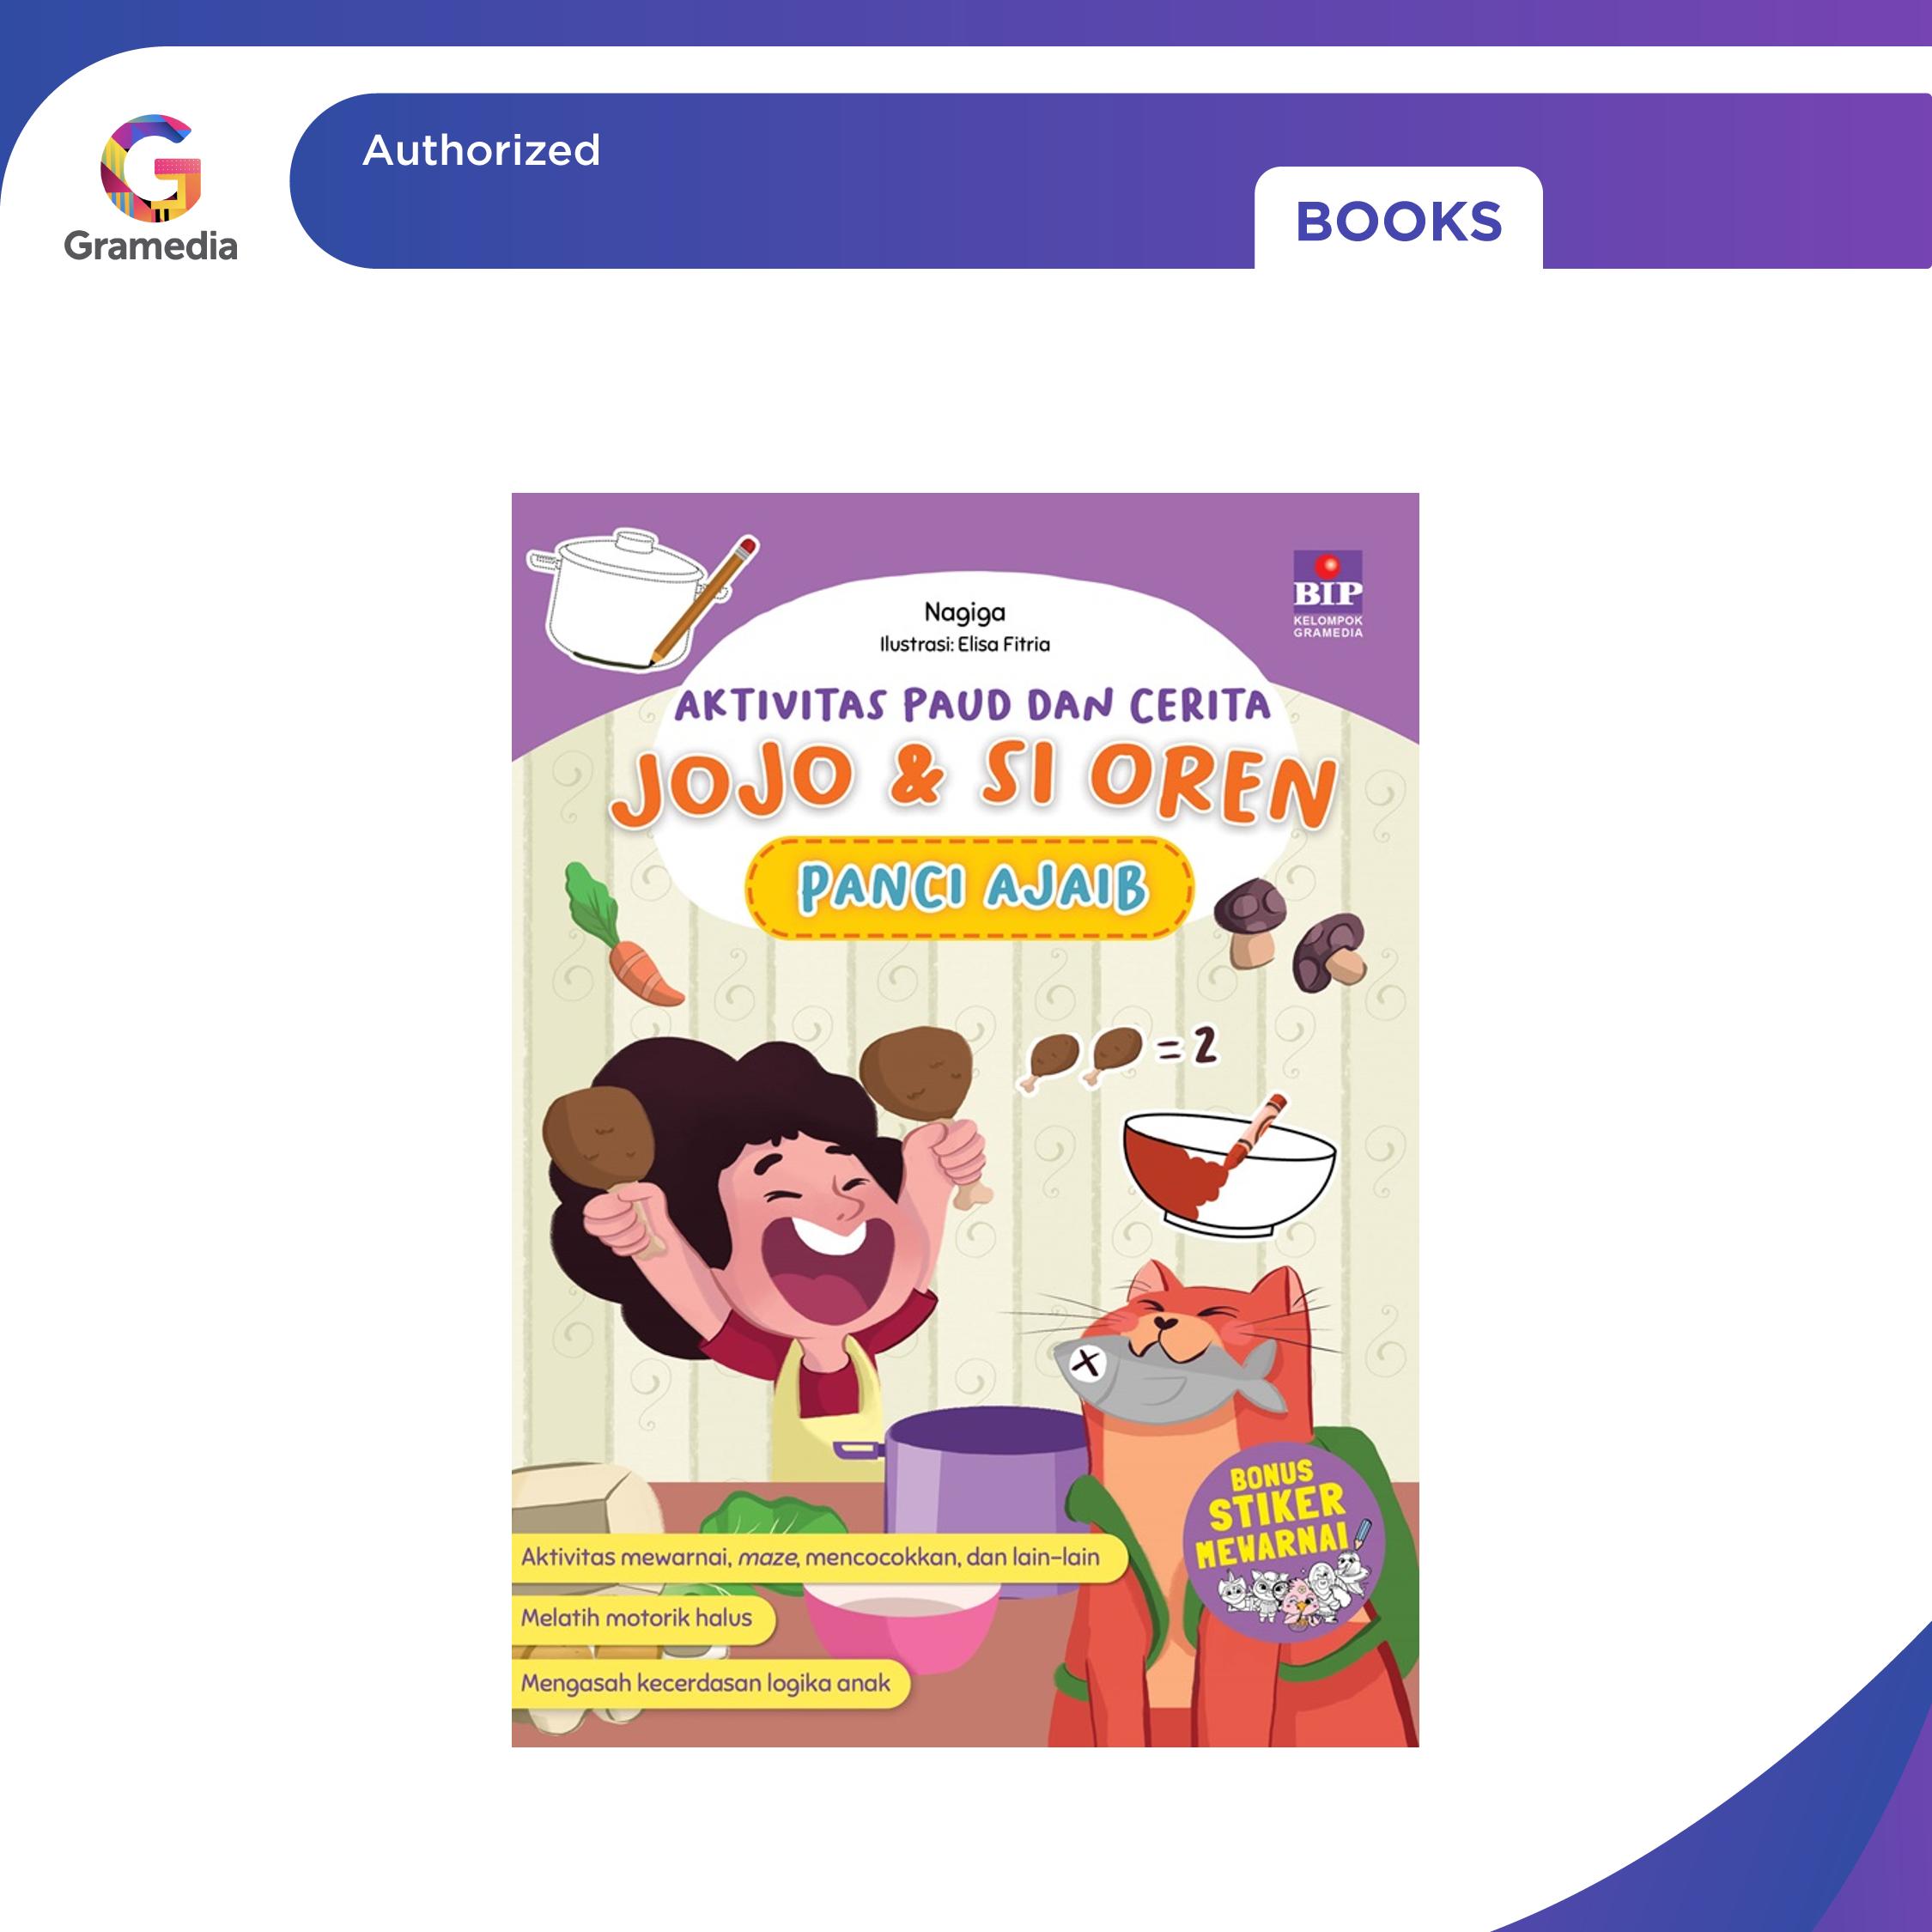 Gramedia
Authorized
BOOKS
BIP
KELOMPOK
GRAMEDIA
Nagiga
Ilustrasi: Elisa Fitria
AKTIVITAS PAUD DAN CERITA
JOJO & SI OREN
PANCI AJAIB
= 2
BONUS
STIKER
MEWARNAI
Aktivitas mewarnai, maze, mencocokkan, dan lain-lain
Melatih motorik halus
Mengasah kecerdasan logika anak